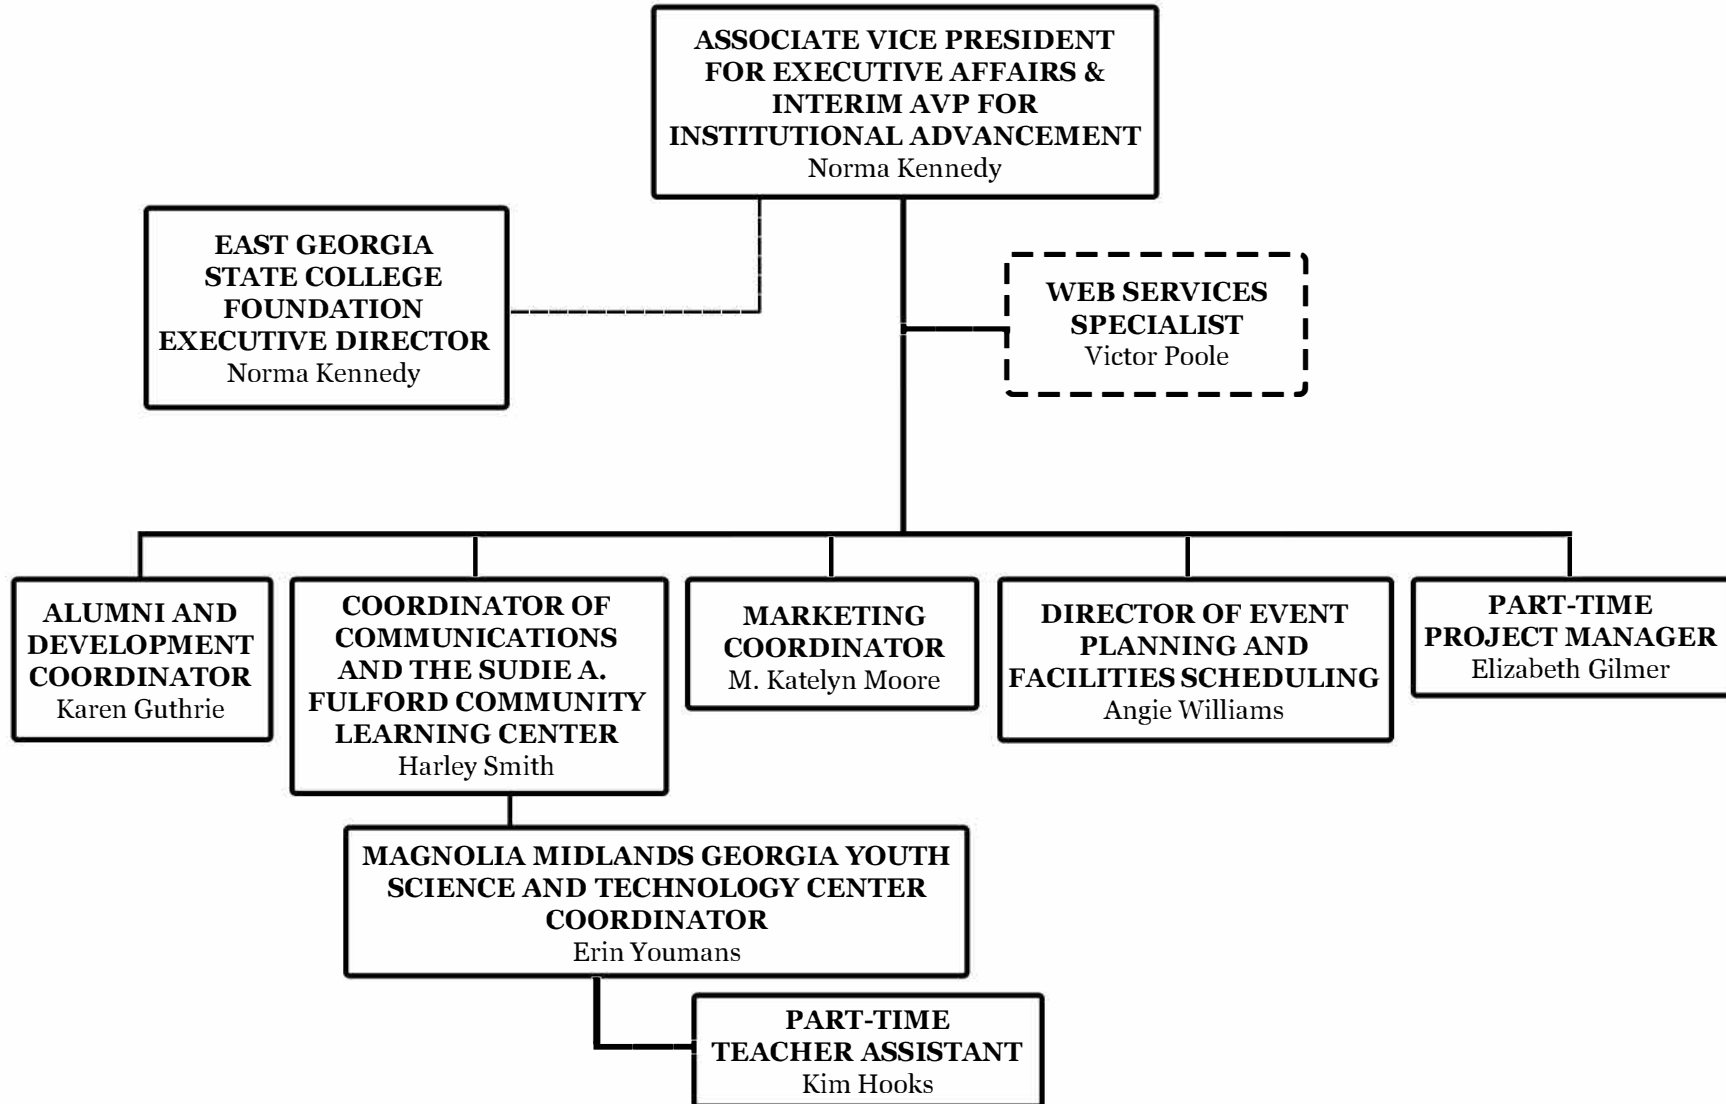 ASSOCIATE VICE PRESIDENT
FOR EXECUTIVE AFFAIRS &
INTERIM AVP FOR
INSTITUTIONAL ADVANCEMENT
Norma Kennedy
EAST GEORGIA
STATE COLLEGE
FOUNDATION
EXECUTIVE DIRECTOR
Norma Kennedy
WEB SERVICES
SPECIALIST
Victor Poole
ALUMNI AND
DEVELOPMENT
COORDINATOR
Karen Guthrie
COORDINATOR OF
COMMUNICATIONS
AND THE SUDIE A.
FULFORD COMMUNITY
LEARNING CENTER
Harley Smith
MARKETING
COORDINATOR
M. Katelyn Moore
DIRECTOR OF EVENT
PLANNING AND
FACILITIES SCHEDULING
Angie Williams
PART-TIME
PROJECT MANAGER
Elizabeth Gilmer
MAGNOLIA MIDLANDS GEORGIA YOUTH
SCIENCE AND TECHNOLOGY CENTER
COORDINATOR
Erin Youmans
PART-TIME
TEACHER ASSISTANT
Kim Hooks